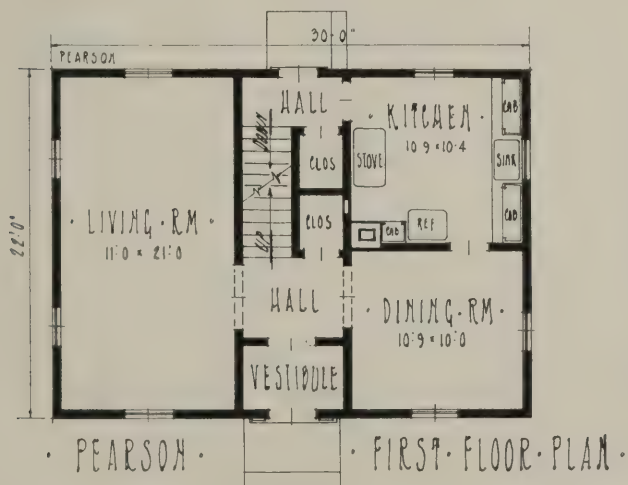 30'-0"
PEARSON
22'0"
HALL
· KITCHEN ·
10'9 × 10'4
CAB
SINK
CAB
STOVE
DOWN
CLOS
CLOS
UP
CAB
REF
· LIVING · RM ·
11'0 × 21'0
HALL
· DINING · RM ·
10'9 × 10'0
VESTIBULE
· PEARSON ·
· FIRST · FLOOR · PLAN ·